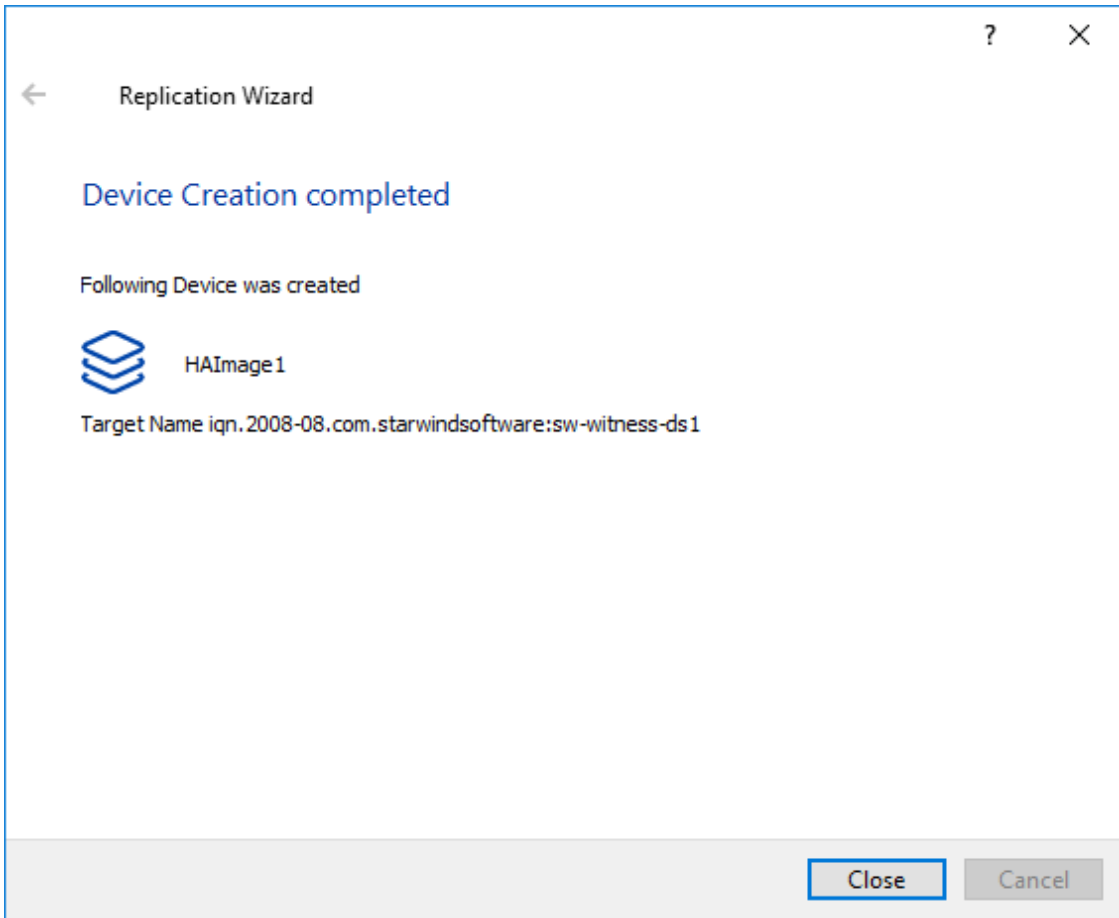 ?
Replication Wizard
Device Creation completed
Following Device was created
HAImage1
Target Name iqn.2008-08.com.starwindsoftware:sw-witness-ds1
Close Cancel